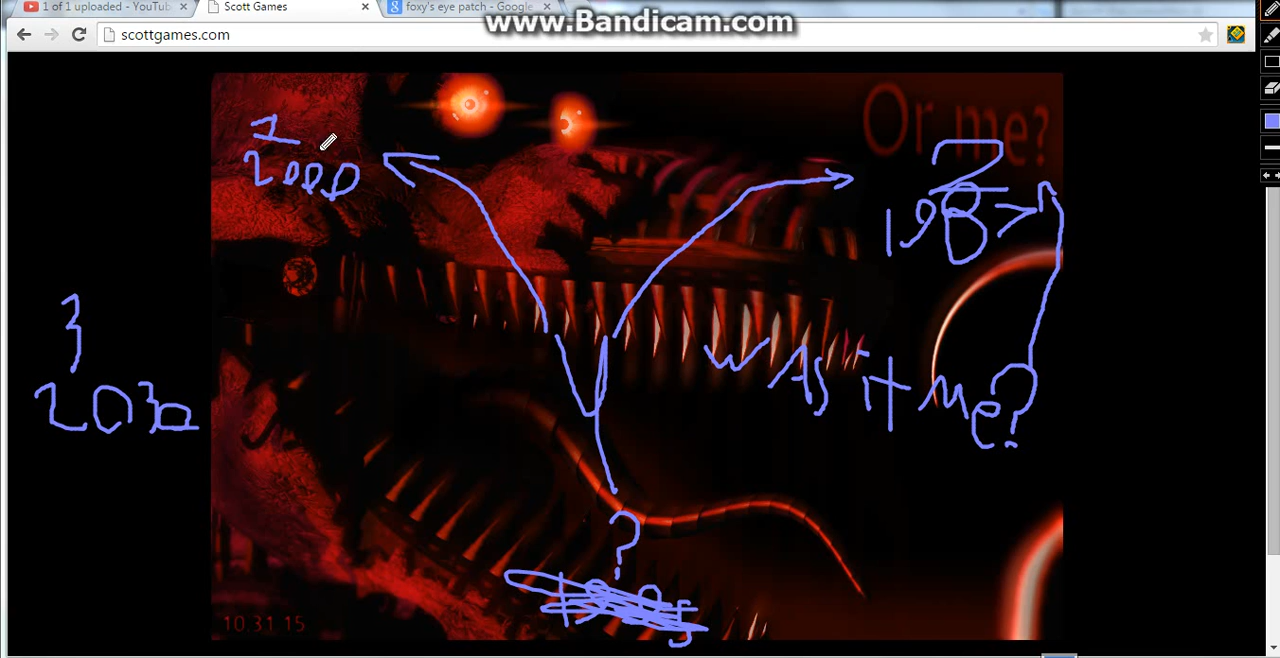 1 of 1 uploaded - YouTub
Scott Games
foxy's eye patch - Google
www.Bandicam.com
scottgames.com
Or me?
1
2000
2
1987
3
2030
was it me?
?
10.31.15